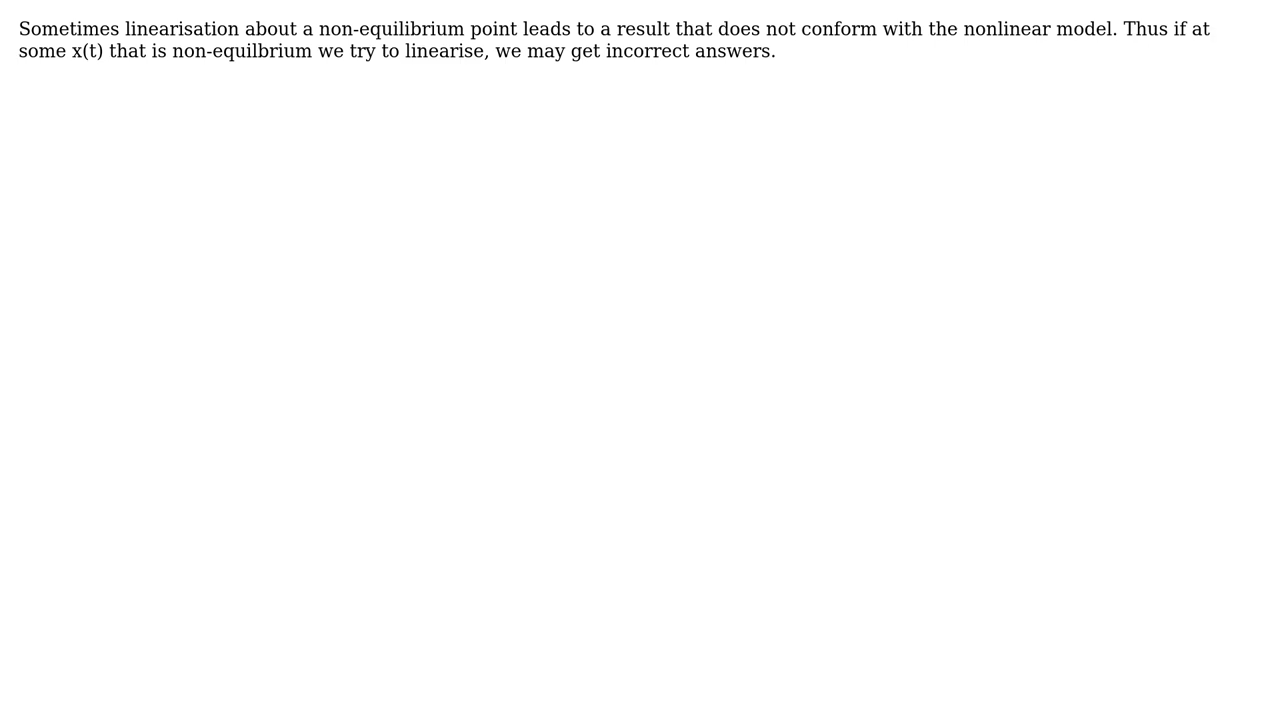 Sometimes linearisation about a non-equilibrium point leads to a result that does not conform with the nonlinear model. Thus if at
some x(t) that is non-equilbrium we try to linearise, we may get incorrect answers.